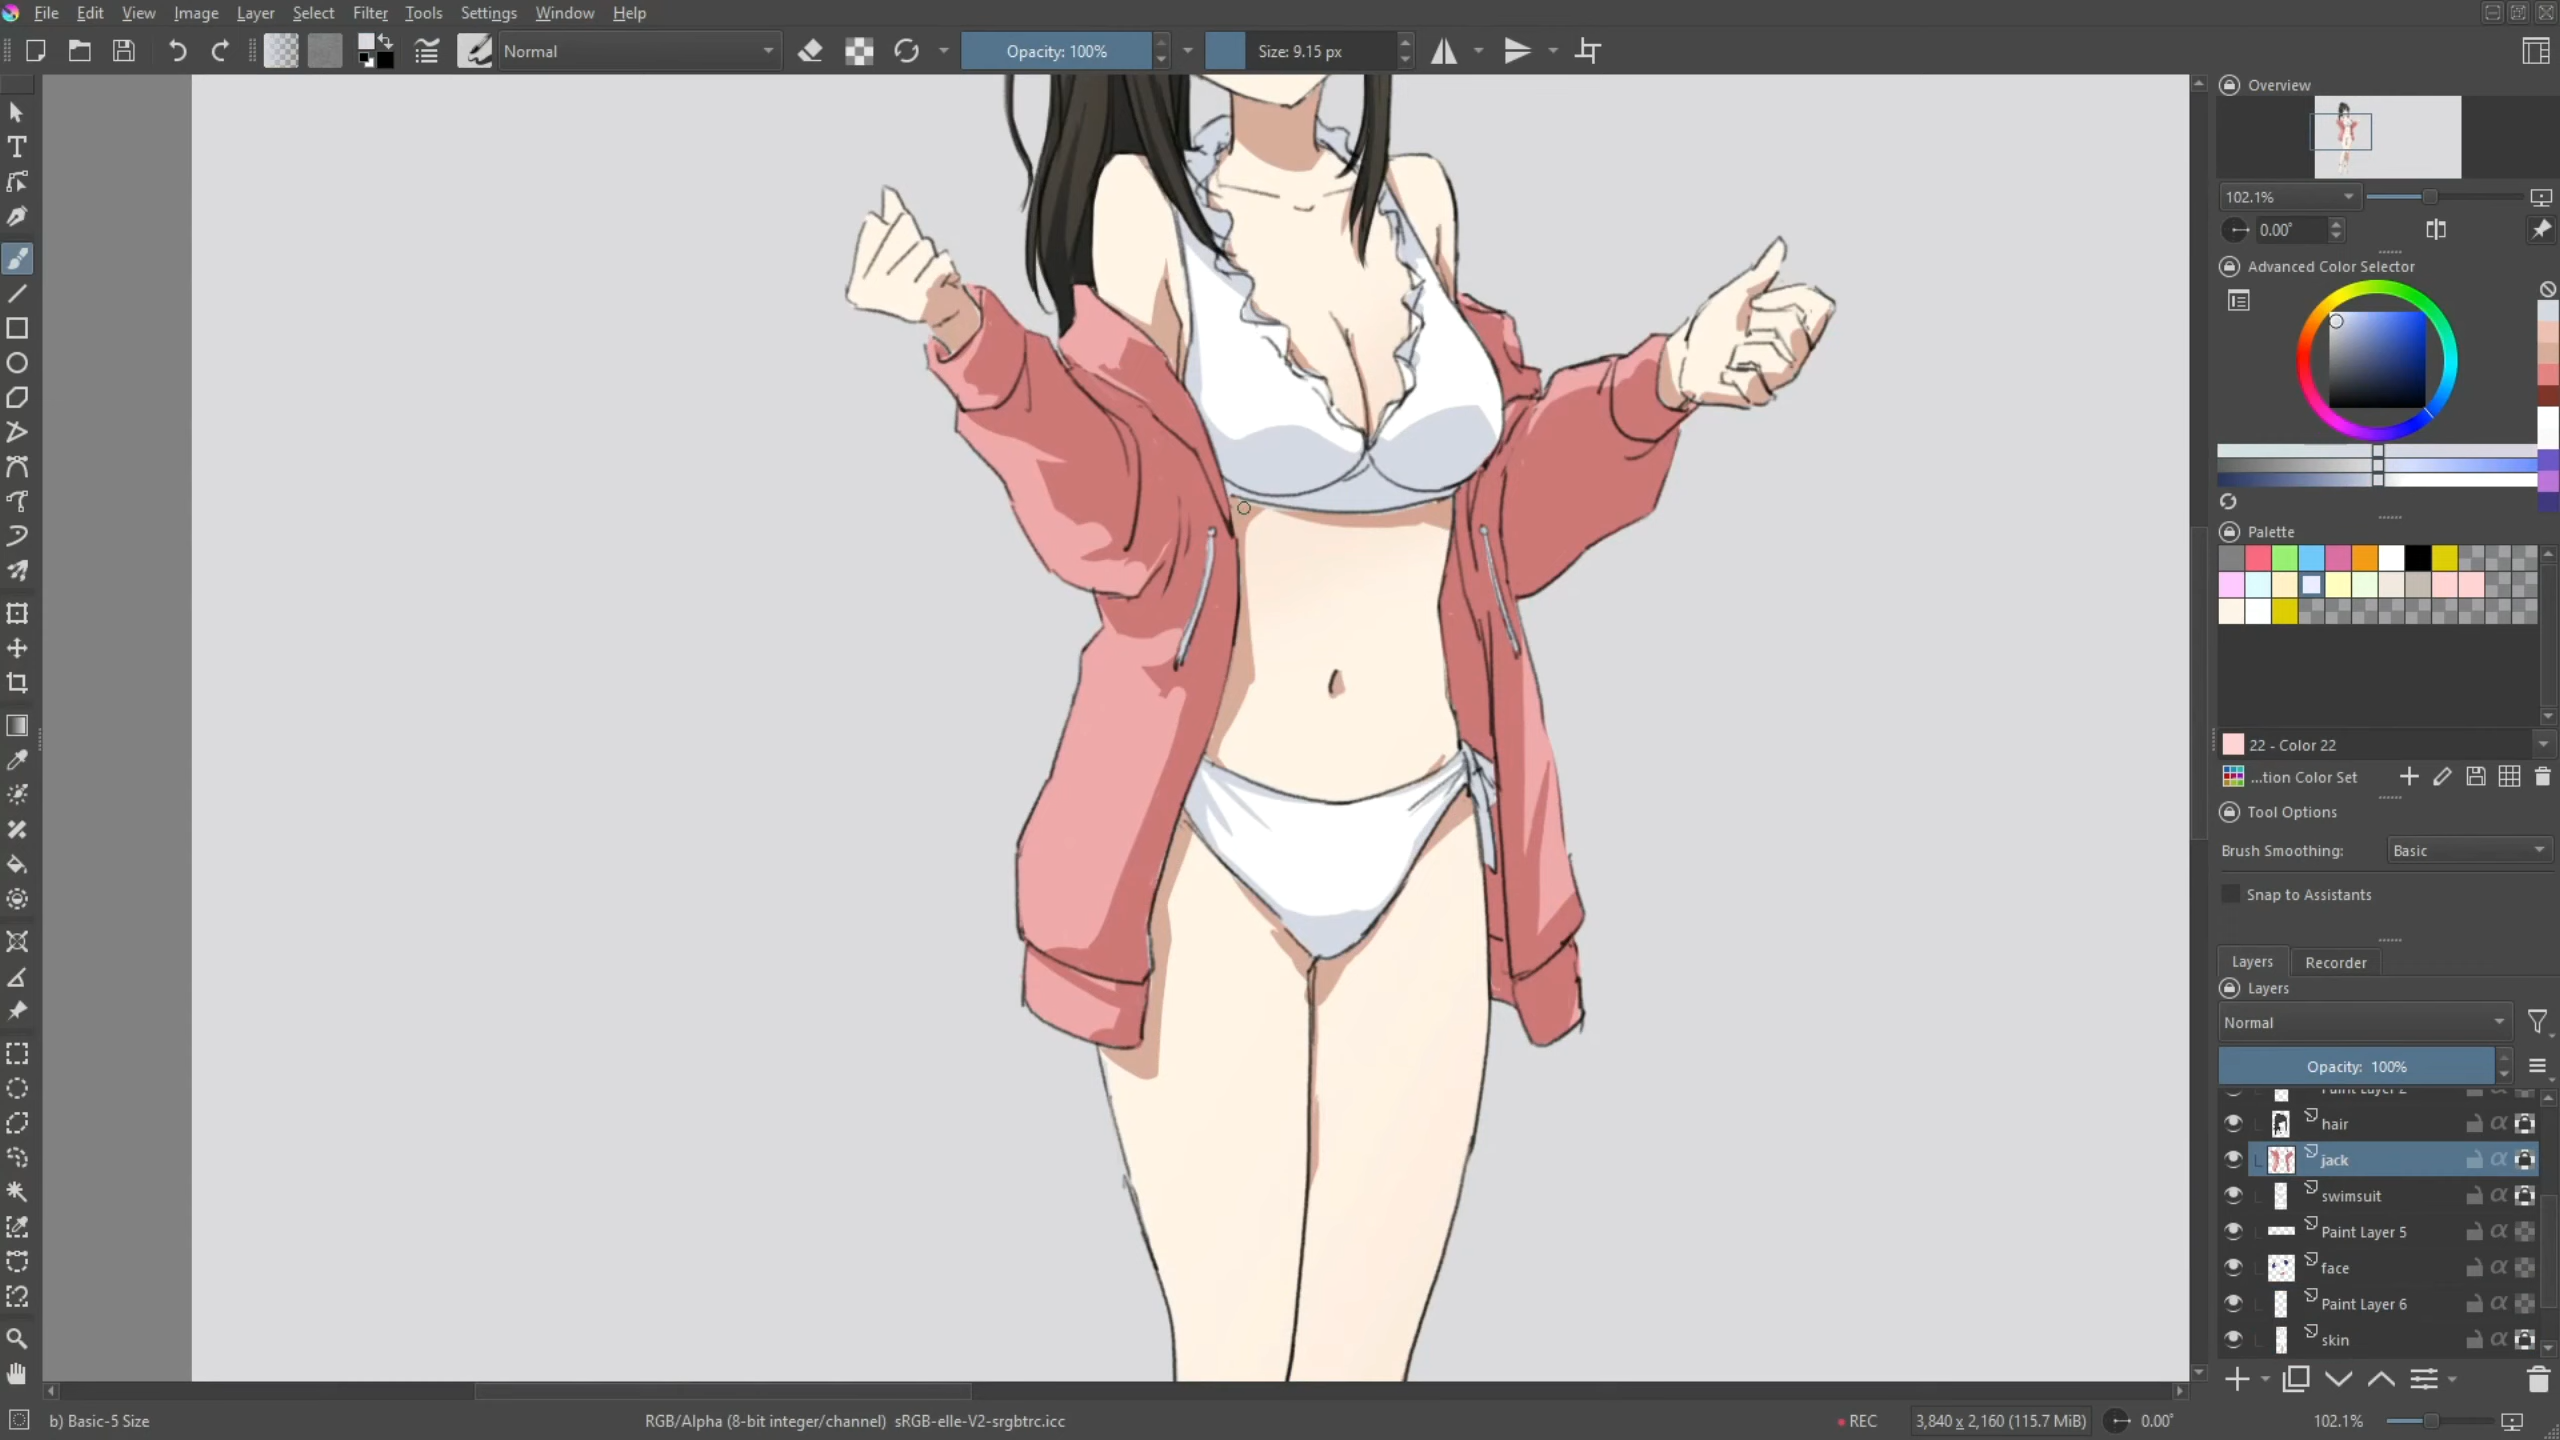 File Edit View Image Layer Select Filter Tools Settings Window Help
Normal
Opacity: 100%
Size: 9.15 px
Overview
102.1%
0.00°
Advanced Color Selector
Palette
22 - Color 22
...tion Color Set
Tool Options
Brush Smoothing: Basic
Snap to Assistants
Layers Recorder
Layers
Normal
Opacity: 100%
Paint Layer 2
hair
jack
swimsuit
Paint Layer 5
face
Paint Layer 6
skin
b) Basic-5 Size
RGB/Alpha (8-bit integer/channel) sRGB-elle-V2-srgbtrc.icc
REC
3,840 x 2,160 (115.7 MiB)
0.00°
102.1%